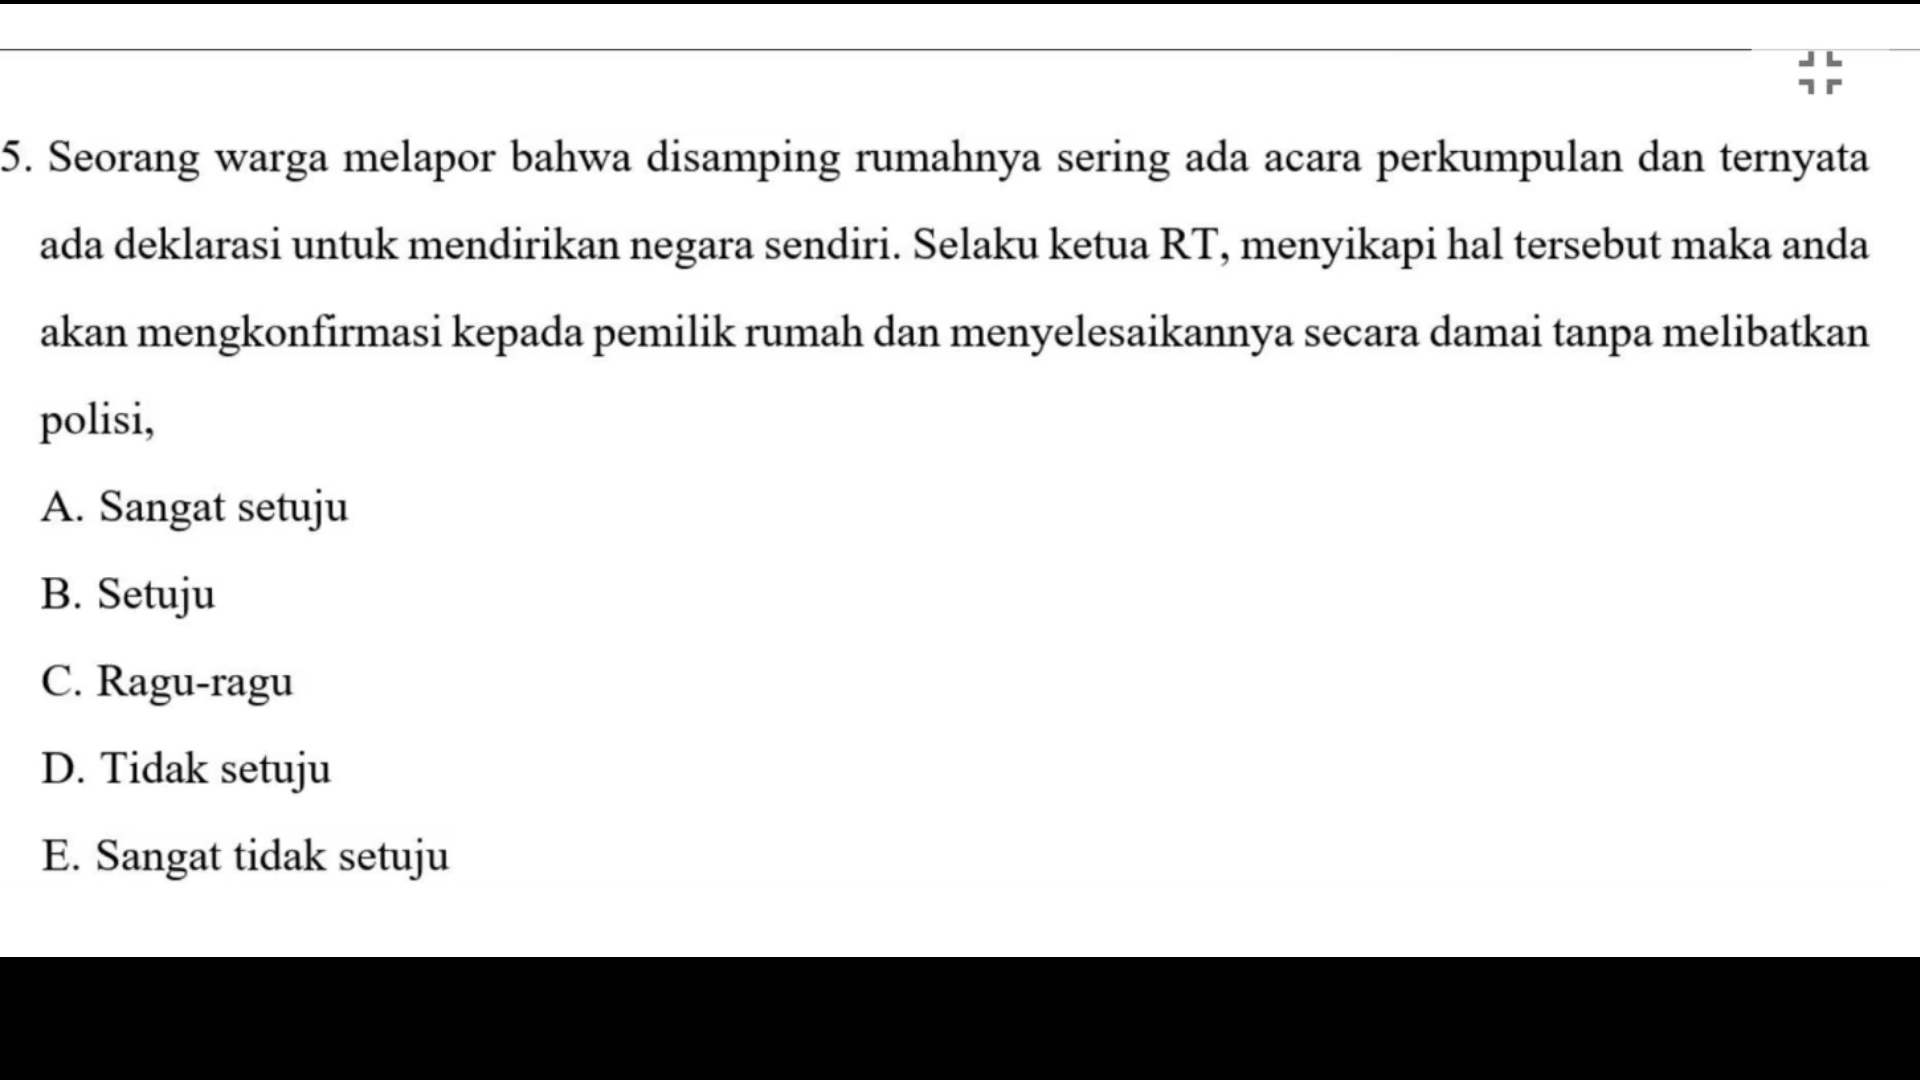 5. Seorang warga melapor bahwa disamping rumahnya sering ada acara perkumpulan dan ternyata
ada deklarasi untuk mendirikan negara sendiri. Selaku ketua RT, menyikapi hal tersebut maka anda
akan mengkonfirmasi kepada pemilik rumah dan menyelesaikannya secara damai tanpa melibatkan
polisi,
A. Sangat setuju
B. Setuju
C. Ragu-ragu
D. Tidak setuju
E. Sangat tidak setuju